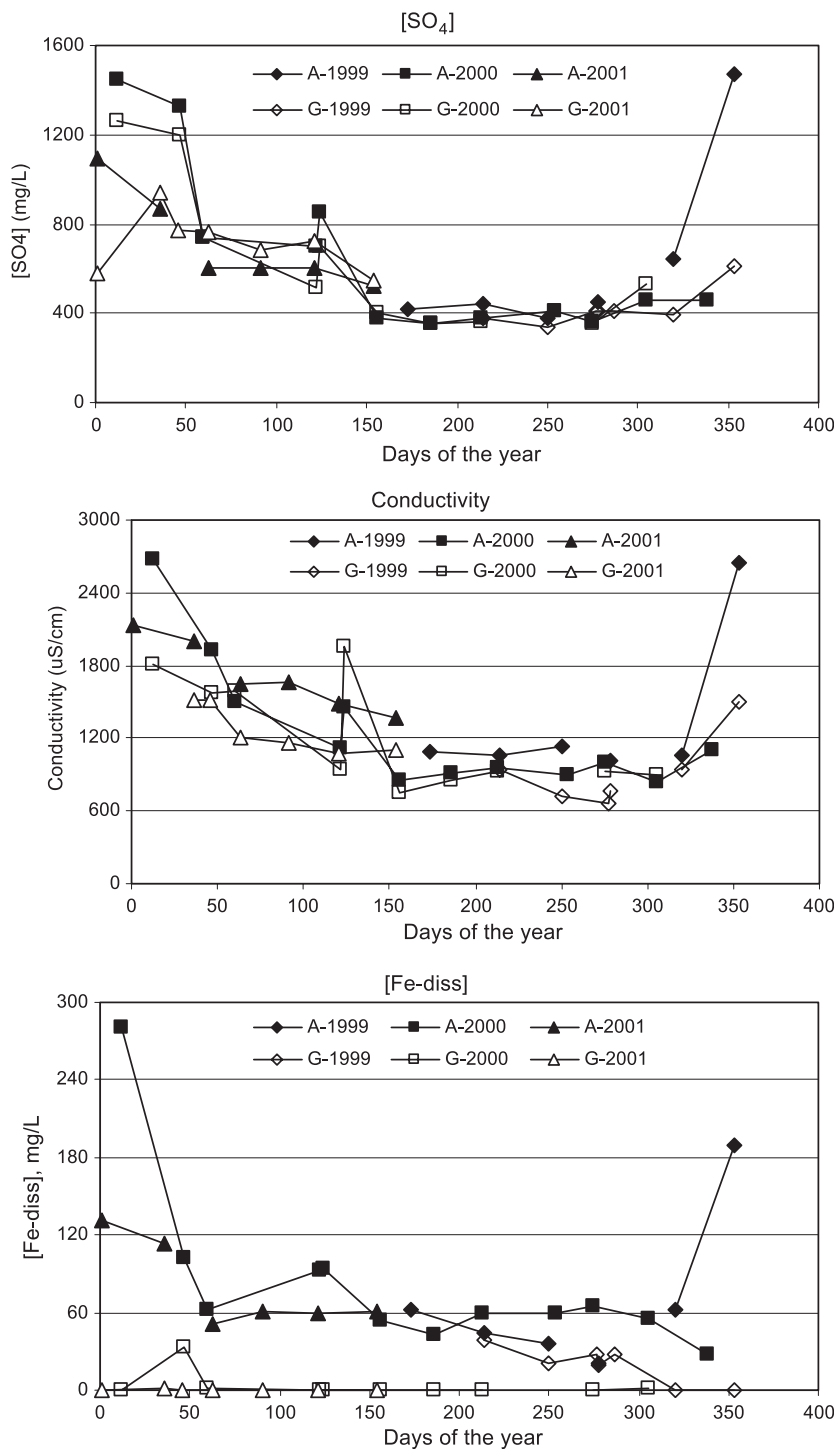 [SO4]
1600
1200
800
400
0
[SO4] (mg/L)
A-1999 A-2000 A-2001
G-1999 G-2000 G-2001
0 50 100 150 200 250 300 350 400
Days of the year
Conductivity
3000
2400
1800
1200
600
0
Conductivity (uS/cm)
A-1999 A-2000 A-2001
G-1999 G-2000 G-2001
0 50 100 150 200 250 300 350 400
Days of the year
[Fe-diss]
300
240
180
120
60
0
[Fe-diss], mg/L
A-1999 A-2000 A-2001
G-1999 G-2000 G-2001
0 50 100 150 200 250 300 350 400
Days of the year